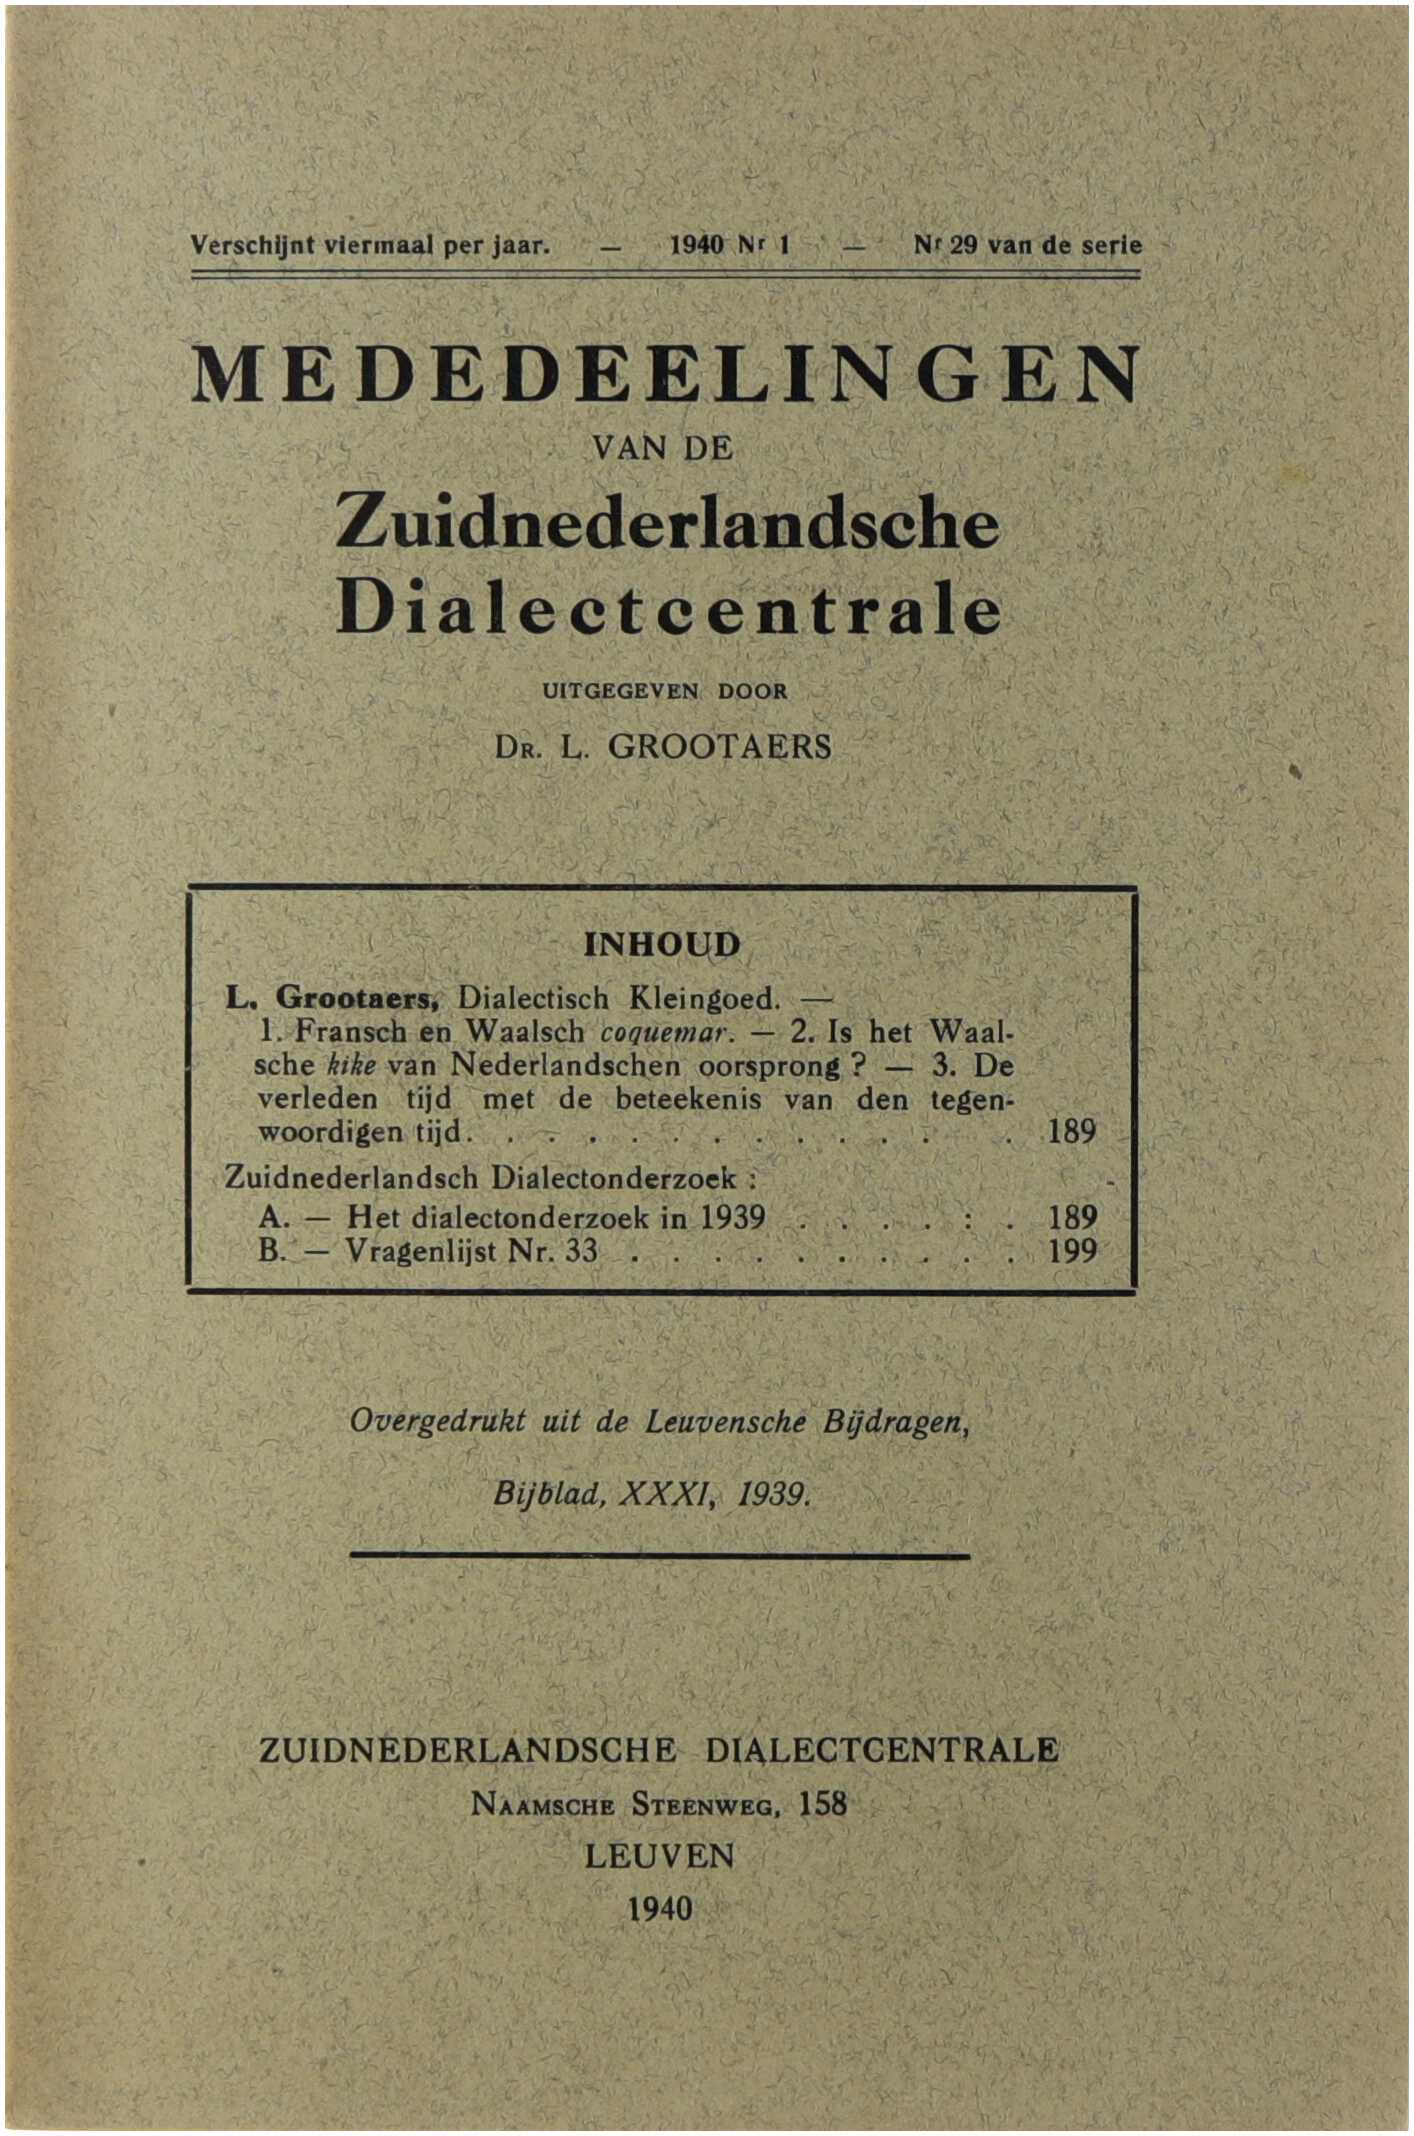 Verschijnt viermaal per jaar. — 1940 Nr 1 — Nr 29 van de serie
MEDEDEELINGEN
VAN DE
Zuidnederlandsche
Dialectcentrale
UITGEGEVEN DOOR
DR. L. GROOTAERS
INHOUD
L. Grootaers, Dialectisch Kleingoed. —
1. Fransch en Waalsch coquemar. — 2. Is het Waal-
sche kike van Nederlandschen oorsprong ? — 3. De
verleden tijd met de beteekenis van den tegen-
woordigen tijd. . . . . . . . . . . . . 189
Zuidnederlandsch Dialectonderzoek :
A. — Het dialectonderzoek in 1939 . . . . : . 189
B. — Vragenlijst Nr. 33 . . . . . . . . . . 199
Overgedrukt uit de Leuvensche Bijdragen,
Bijblad, XXXI, 1939.
ZUIDNEDERLANDSCHE DIALECTCENTRALE
NAAMSCHE STEENWEG, 158
LEUVEN
1940